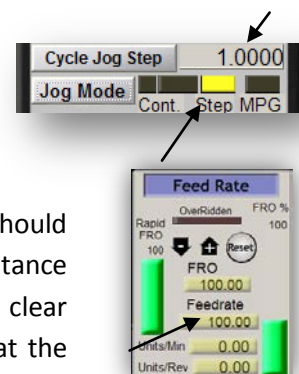 Cycle Jog Step 1.0000
Jog Mode
Cont. Step MPG
Feed Rate
OverRidden
Rapid FRO 100
FRO % 100
Reset
FRO
100.00
Feedrate
100.00
Units/Min 0.00
Units/Rev 0.00
hould
tance
clear
at the